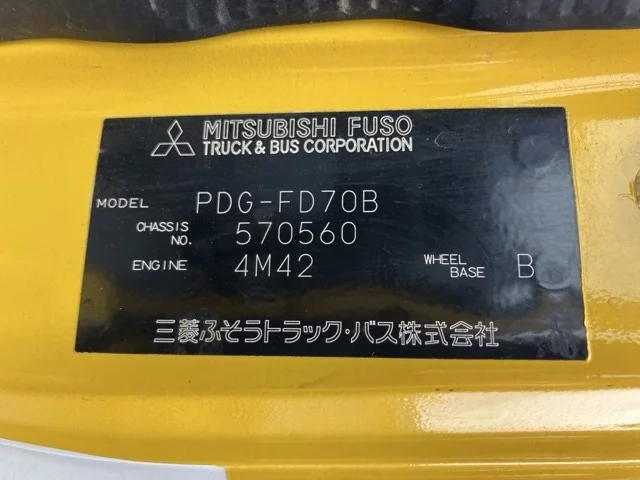 MITSUBISHI FUSO
TRUCK & BUS CORPORATION
MODEL PDG-FD70B
CHASSIS NO. 570560
ENGINE 4M42 WHEEL BASE B
三菱ふそうトラック・バス株式会社